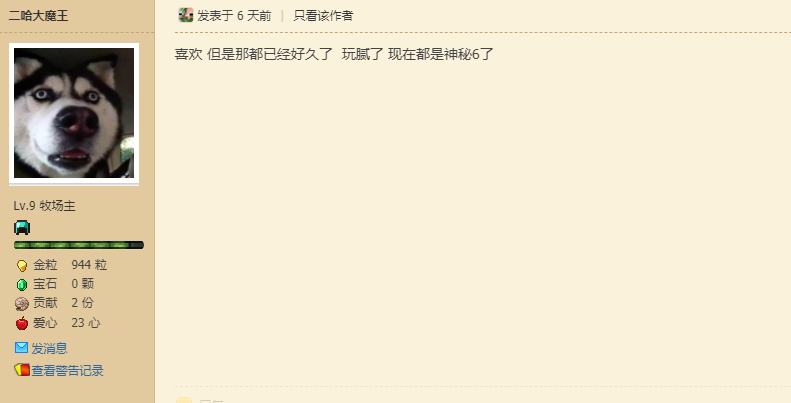 二哈大魔王
发表于 6 天前 | 只看该作者
喜欢 但是那都已经好久了 玩腻了 现在都是神秘6了
Lv.9 牧场主
金粒 944 粒
宝石 0 颗
贡献 2 份
爱心 23 心
发消息
查看警告记录